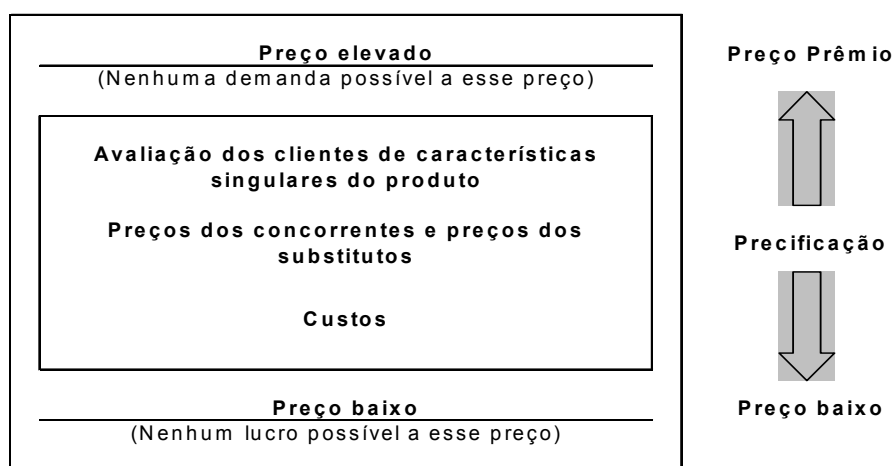 Preço elevado
(Nenhuma demanda possível a esse preço)
Avaliação dos clientes de características
singulares do produto
Preços dos concorrentes e preços dos
substitutos
Custos
Preço baixo
(Nenhum lucro possível a esse preço)
Preço Prêmio
Precificação
Preço baixo